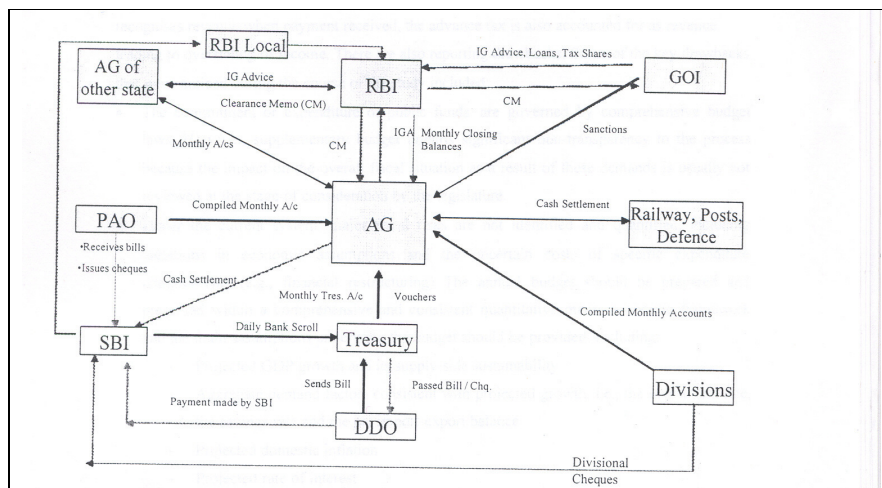 RBI Local
AG of
other state
IG Advice
RBI
IG Advice, Loans, Tax Shares
GOI
Clearance Memo (CM)
CM
Monthly A/cs
CM
IGA
Monthly Closing
Balances
Sanctions
PAO
Compiled Monthly A/c
AG
Cash Settlement
Railway, Posts,
Defence
•Receives bills
•Issues cheques
Cash Settlement
Monthly Tres. A/c
Vouchers
Compiled Monthly Accounts
SBI
Daily Bank Scroll
Treasury
Sends Bill
Passed Bill / Chq.
Divisions
Payment made by SBI
DDO
Divisional
Cheques